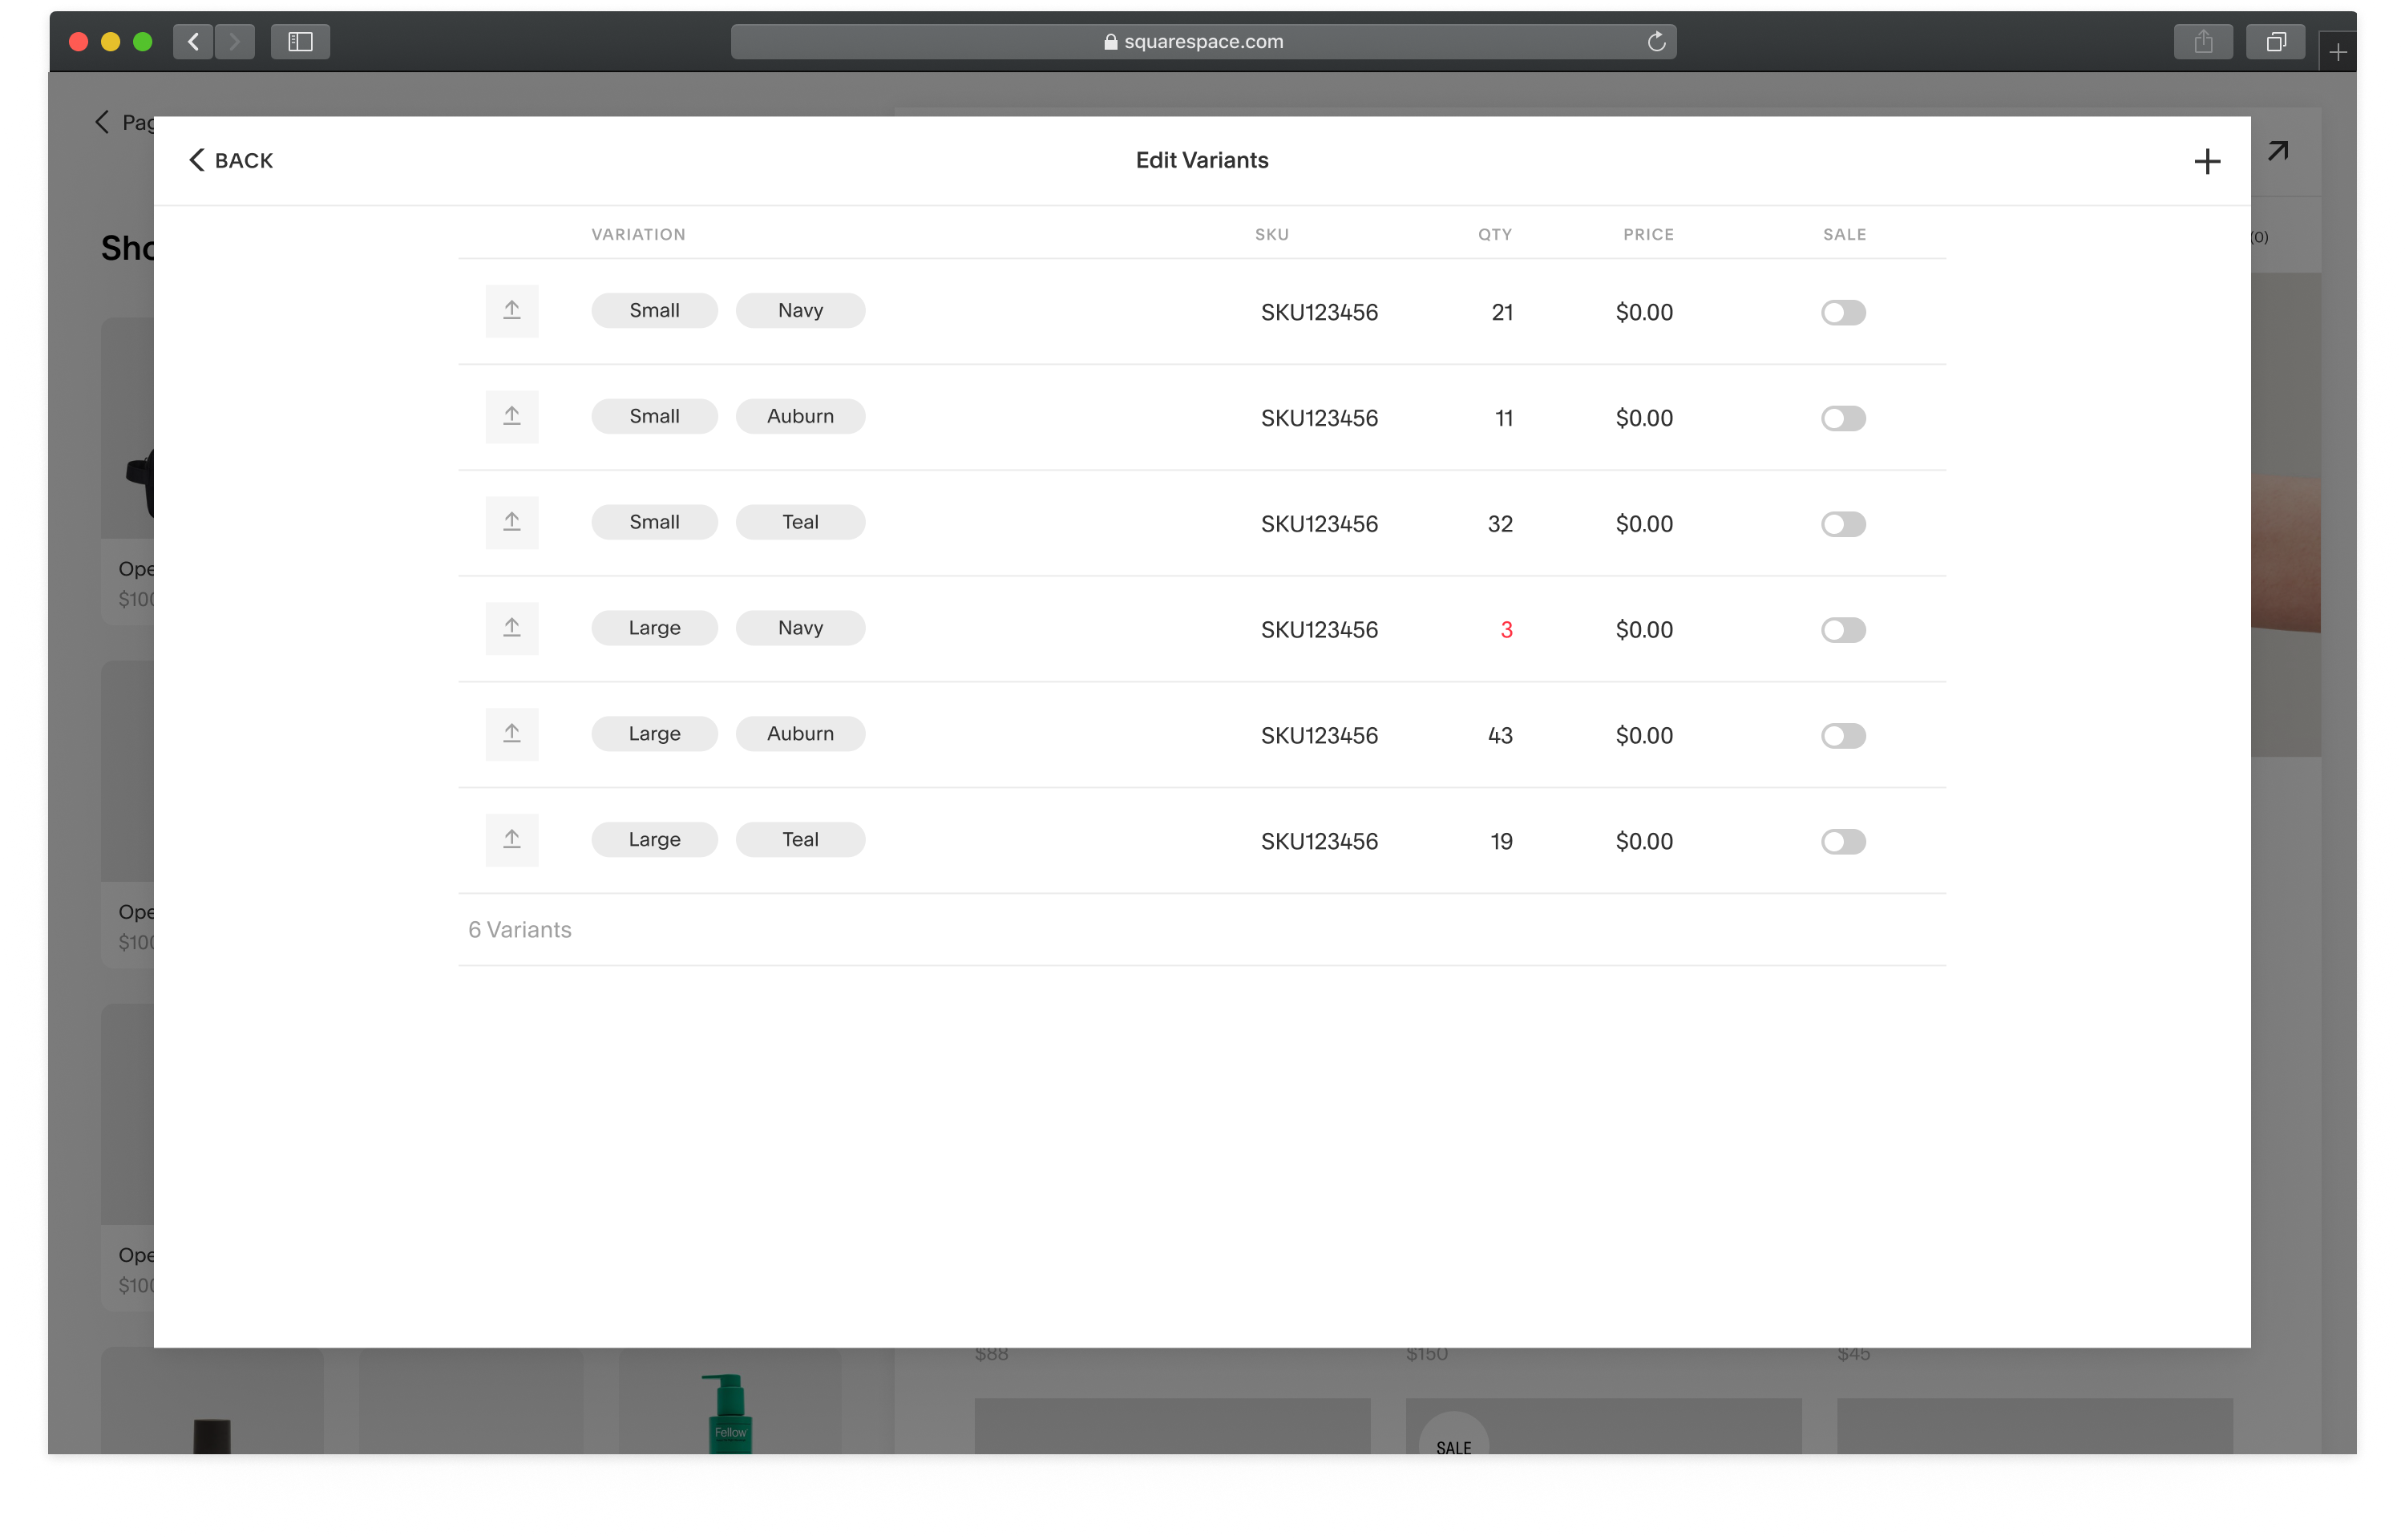 squarespace.com
Pag
BACK
Edit Variants
Sho
(0)
VARIATION SKU QTY PRICE SALE
Small Navy SKU123456 21 $0.00
Small Auburn SKU123456 11 $0.00
Small Teal SKU123456 32 $0.00
Ope
$100
Large Navy SKU123456 3 $0.00
Large Auburn SKU123456 43 $0.00
Large Teal SKU123456 19 $0.00
Ope
$100
6 Variants
Ope
$100
$88 $150 $45
Fellow
SALE